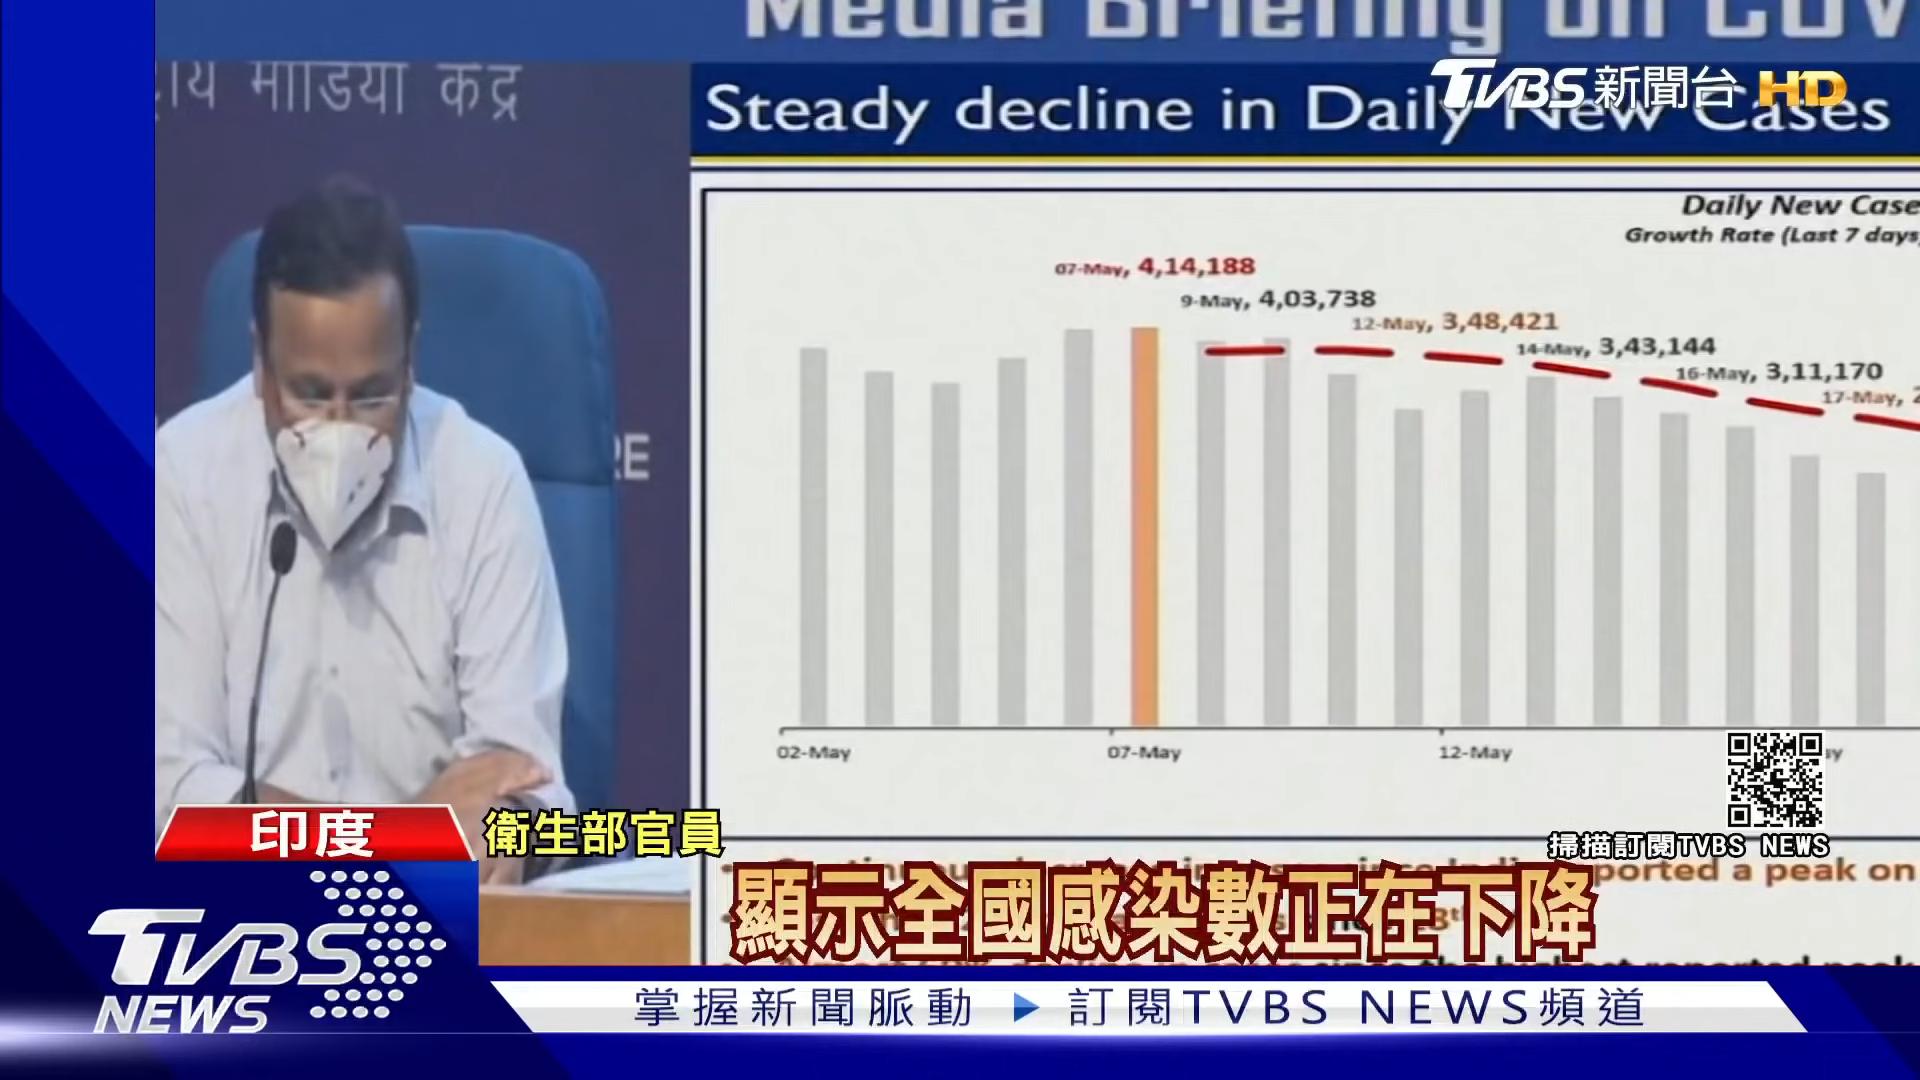 Media Briefing on COV
मीडिया केंद्र
Steady decline in Daily New Cases
TVBS新聞台 HD
Daily New Case
Growth Rate (Last 7 days
07-May, 4,14,188
9-May, 4,03,738
12-May, 3,48,421
14-May, 3,43,144
16-May, 3,11,170
17-May, 2
RE
02-May
07-May
12-May
掃描訂閱TVBS NEWS
印度
衛生部官員
ported a peak on
顯示全國感染數正在下降
TVBS
NEWS
掌握新聞脈動 ▶ 訂閱TVBS NEWS頻道